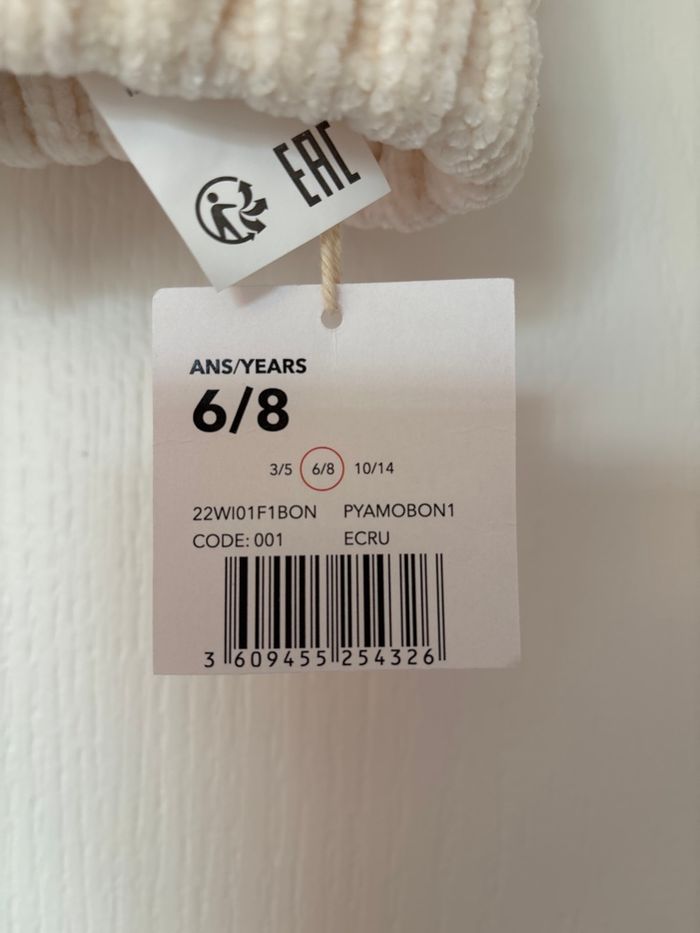 EAC
ANS/YEARS
6/8
3/5 6/8 10/14
22WI01F1BON PYAMOBON1
CODE: 001 ECRU
3 609455 254326